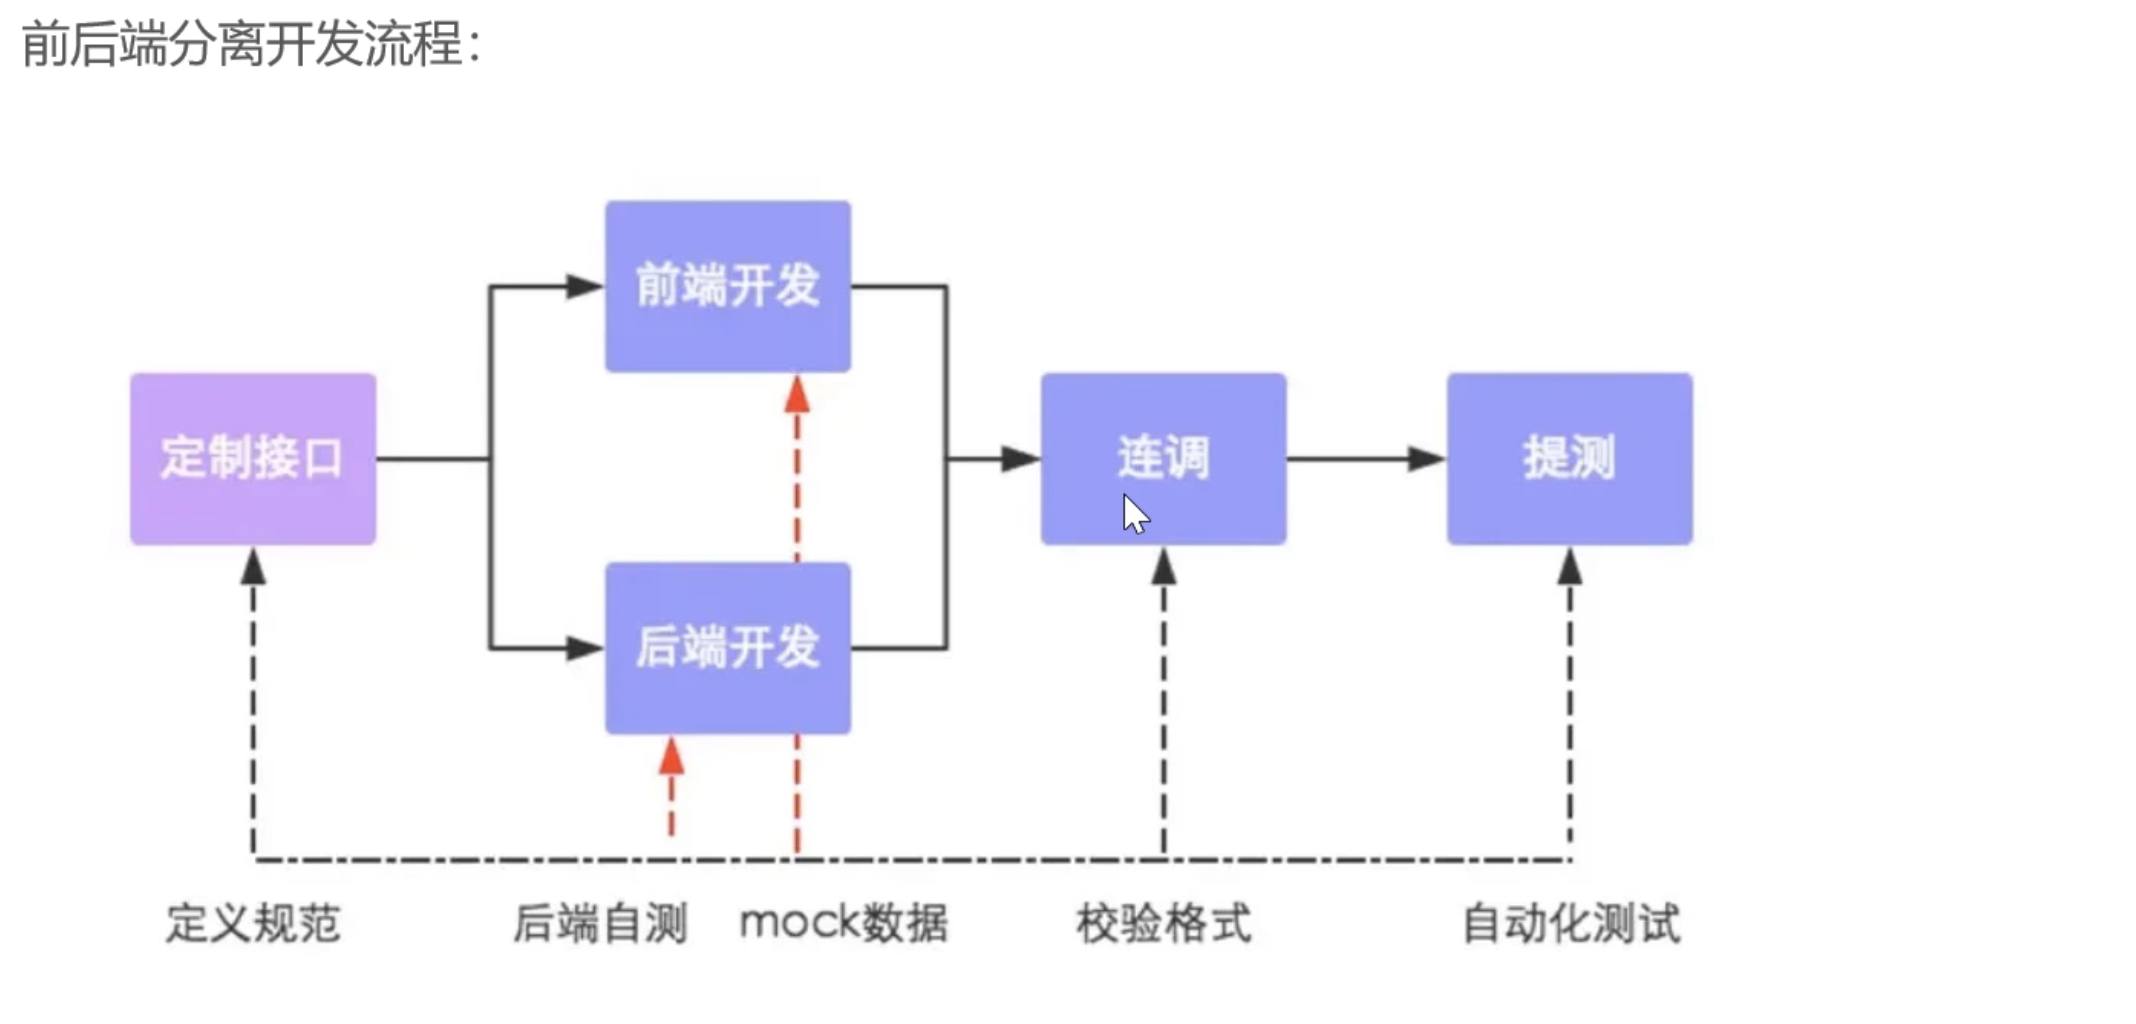 前后端分离开发流程：
前端开发
定制接口
连调
提测
后端开发
定义规范
后端自测
mock数据
校验格式
自动化测试